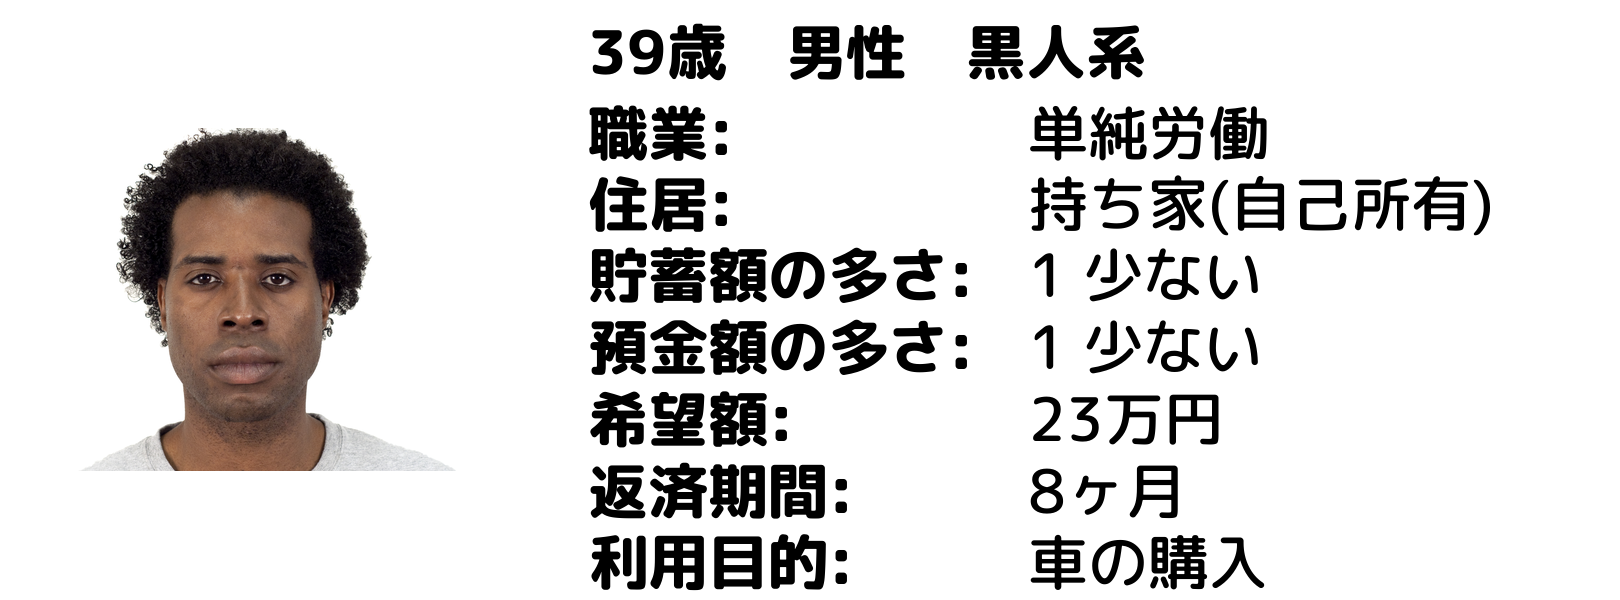 39歳　男性　黒人系
職業: 単純労働
住居: 持ち家(自己所有)
貯蓄額の多さ: 1 少ない
預金額の多さ: 1 少ない
希望額: 23万円
返済期間: 8ヶ月
利用目的: 車の購入